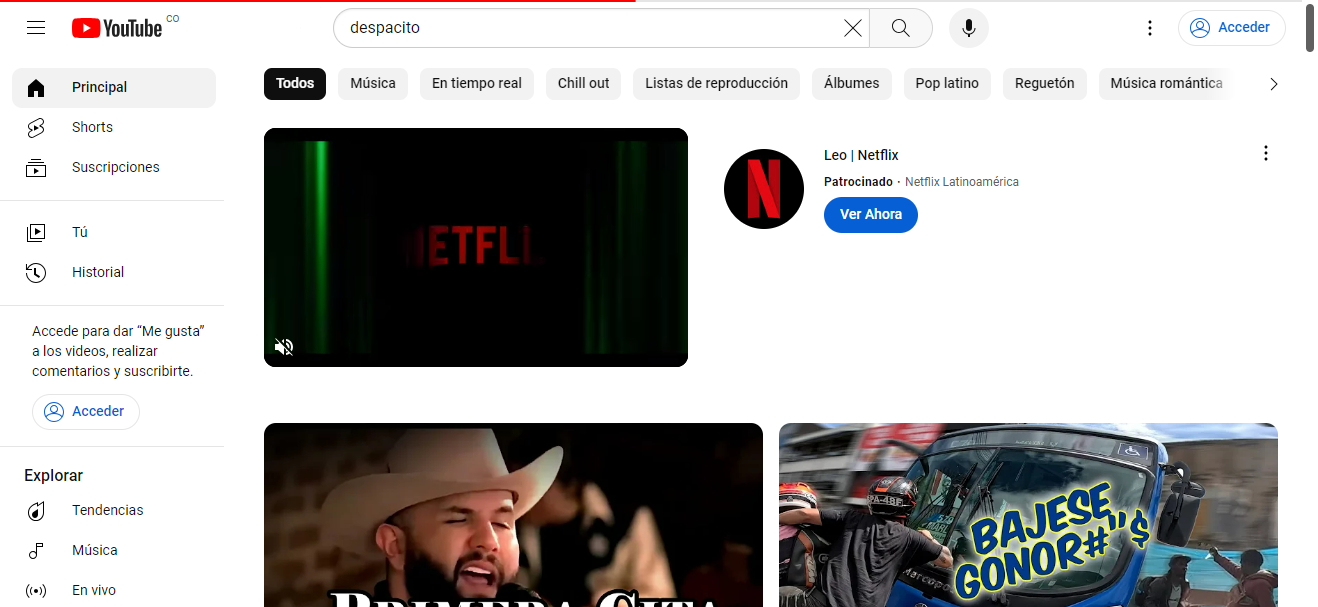 YouTube CO
despacito
Acceder
Principal
Shorts
Suscripciones
Tú
Historial
Accede para dar “Me gusta”
a los videos, realizar
comentarios y suscribirte.
Acceder
Explorar
Tendencias
Música
En vivo
Todos
Música
En tiempo real
Chill out
Listas de reproducción
Álbumes
Pop latino
Reguetón
Música romántica
ETFL
Leo | Netflix
Patrocinado · Netflix Latinoamérica
Ver Ahora
PRIMERA CITA
BAJESE
GONOR#"$